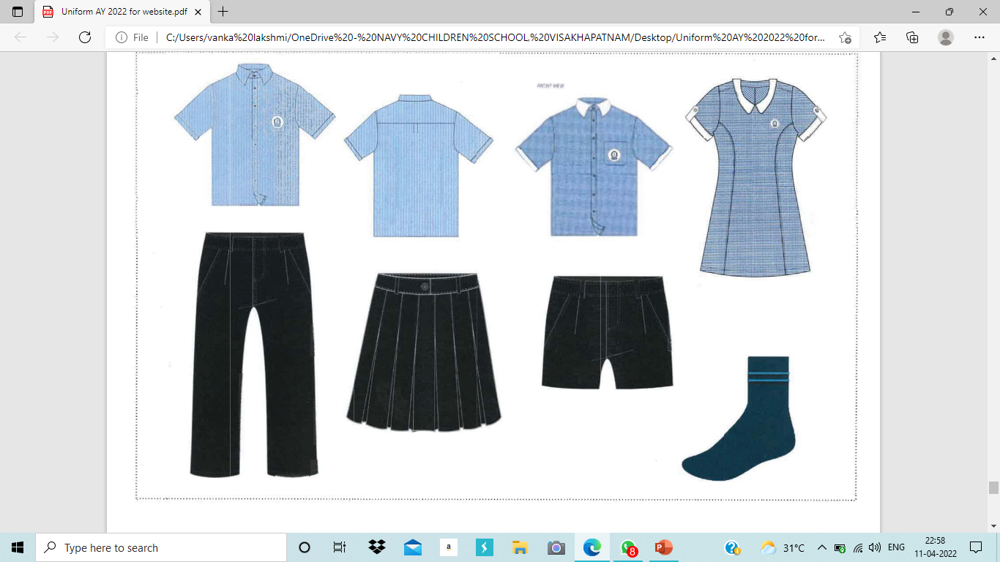 Uniform AY 2022 for website.pdf
File
C:/Users/vanka%20lakshmi/OneDrive%20-%20NAVY%20CHILDREN%20SCHOOL,%20VISAKHAPATNAM/Desktop/Uniform%20AY%202022%20for...
FRONT VIEW
Type here to search
a
8
31°C
ENG
22:58
11-04-2022